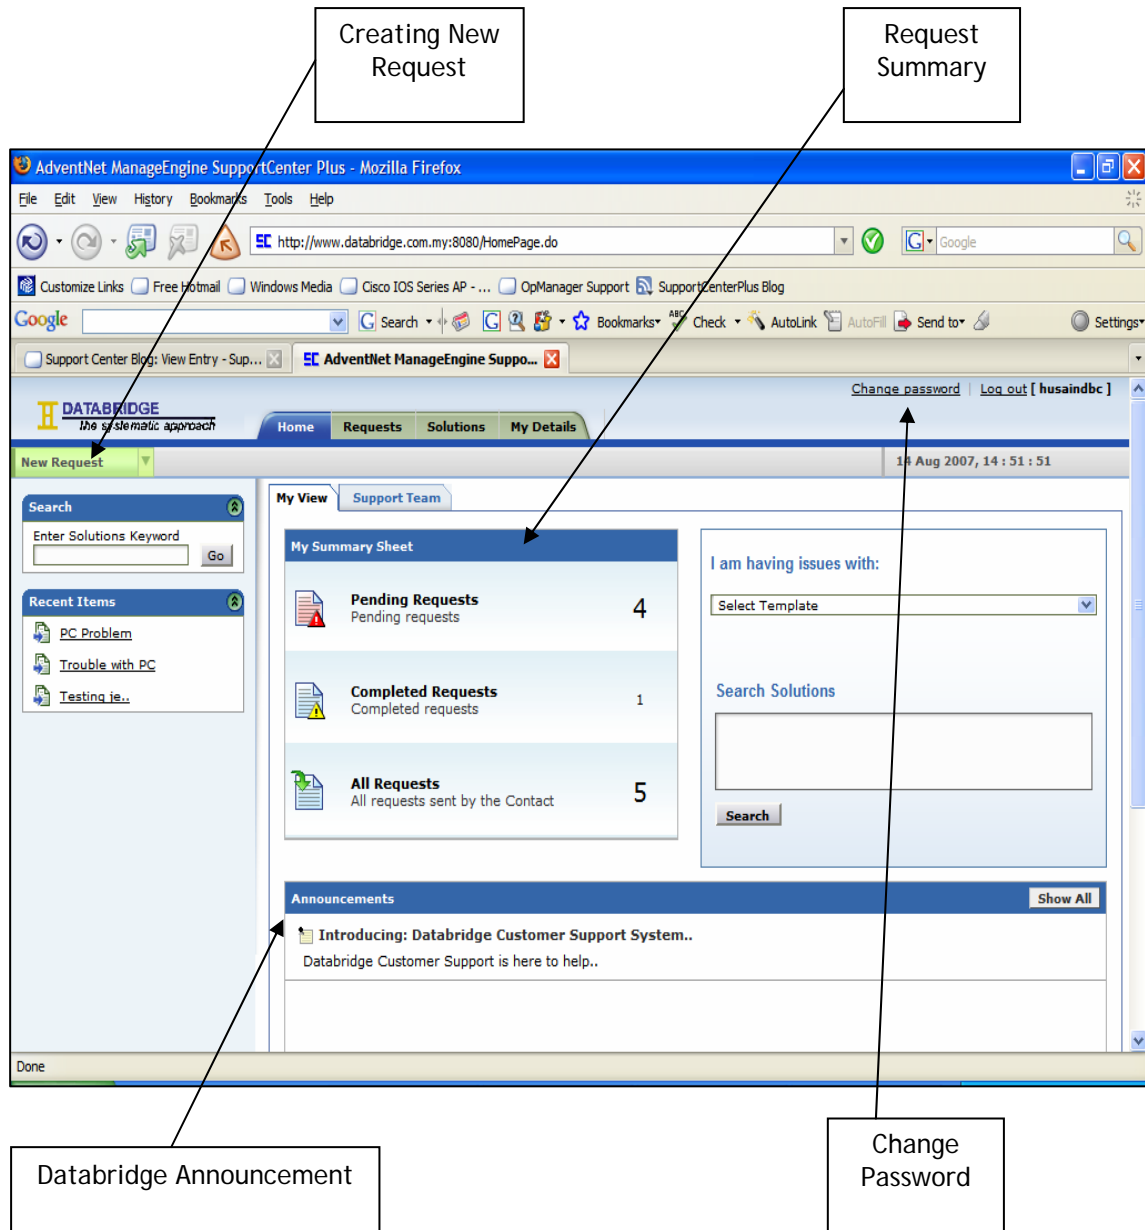 Creating New
Request
Request
Summary
AdventNet ManageEngine SupportCenter Plus - Mozilla Firefox
File Edit View History Bookmarks Tools Help
SC http://www.databridge.com.my:8080/HomePage.do
G Google
Customize Links Free Hotmail Windows Media Cisco IOS Series AP - ... OpManager Support SupportCenterPlus Blog
Google G Search G Bookmarks ABC Check AutoLink AutoFill Send to Settings
Support Center Blog: View Entry - Sup... SC AdventNet ManageEngine Suppo...
Change password | Log out [ husaindbc ]
DATABRIDGE
the systematic approach
Home Requests Solutions My Details
New Request
14 Aug 2007, 14 : 51 : 51
My View Support Team
Search
Enter Solutions Keyword
Go
Recent Items
PC Problem
Trouble with PC
Testing je..
My Summary Sheet
Pending Requests
Pending requests
4
Completed Requests
Completed requests
1
All Requests
All requests sent by the Contact
5
I am having issues with:
Select Template
Search Solutions
Search
Announcements
Show All
Introducing: Databridge Customer Support System..
Databridge Customer Support is here to help..
Done
Databridge Announcement
Change
Password